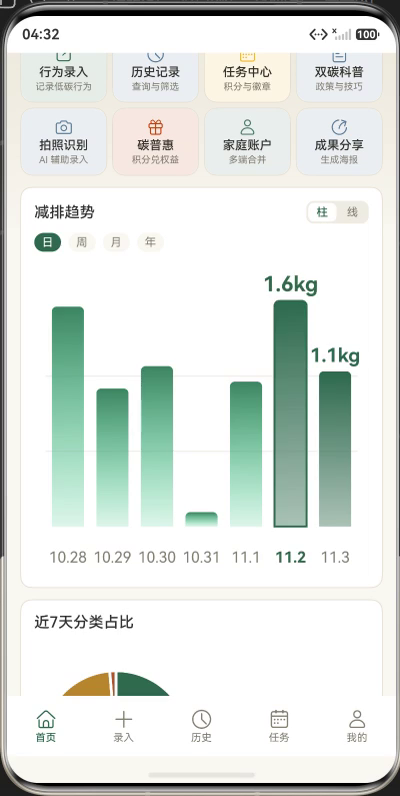 04:32
100
行为录入 历史记录 任务中心 双碳科普
记录低碳行为 查询与筛选 积分与徽章 政策与技巧
拍照识别 碳普惠 家庭账户 成果分享
AI 辅助录入 积分兑权益 多端合并 生成海报
减排趋势 柱 线
日 周 月 年
1.6kg
1.1kg
10.28 10.29 10.30 10.31 11.1 11.2 11.3
近7天分类占比
首页 录入 历史 任务 我的